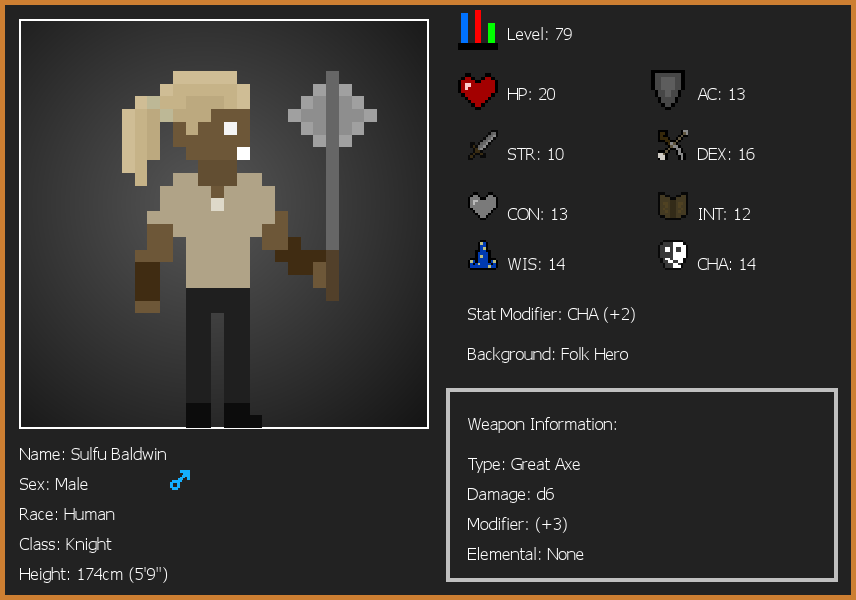 Level: 79
HP: 20
AC: 13
STR: 10
DEX: 16
CON: 13
INT: 12
WIS: 14
CHA: 14
Stat Modifier: CHA (+2)
Background: Folk Hero
Weapon Information:
Type: Great Axe
Damage: d6
Modifier: (+3)
Elemental: None
Name: Sulfu Baldwin
Sex: Male
Race: Human
Class: Knight
Height: 174cm (5'9")